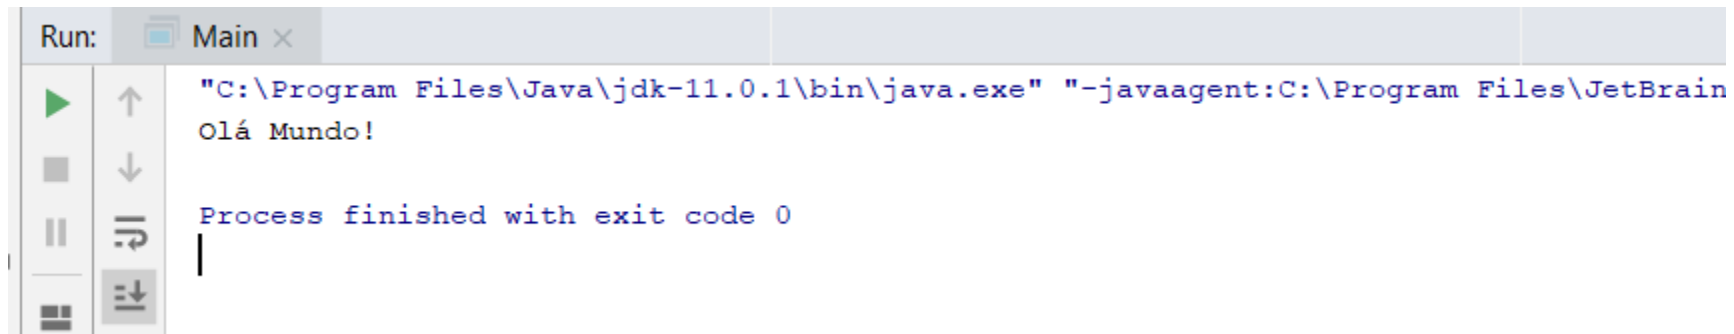 Run: Main
"C:\Program Files\Java\jdk-11.0.1\bin\java.exe" "-javaagent:C:\Program Files\JetBrain
Olá Mundo!
Process finished with exit code 0